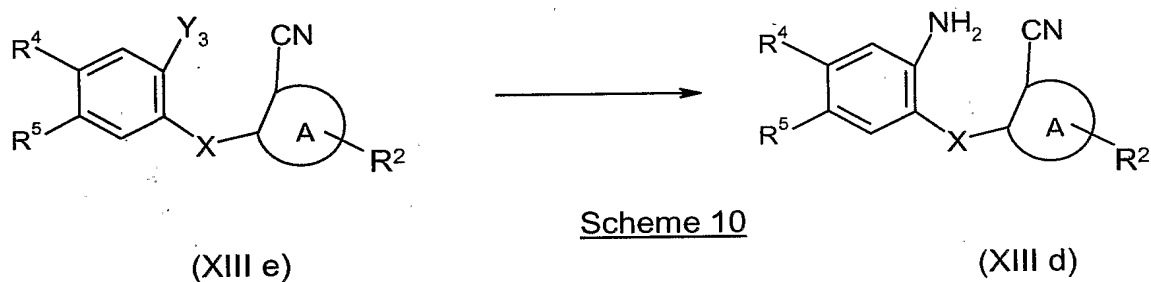 R⁴ Y₃ CN R⁴ NH₂ CN
R⁵ X A R² R⁵ X A R²
Scheme 10
(XIII e) (XIII d)